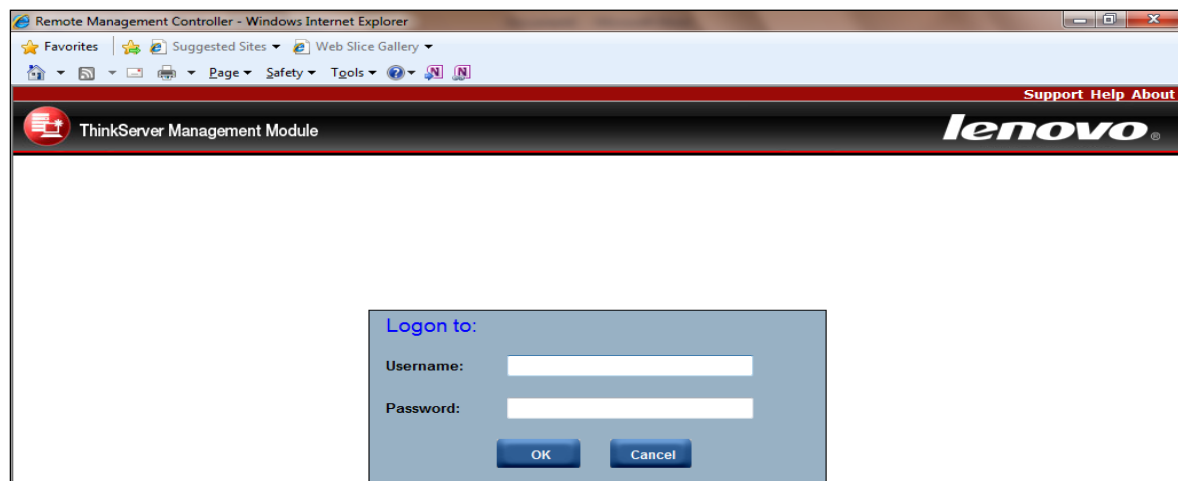 Remote Management Controller - Windows Internet Explorer
Favorites Suggested Sites Web Slice Gallery
Page Safety Tools
Support Help About
ThinkServer Management Module
lenovo®
Logon to:
Username:
Password:
OK Cancel